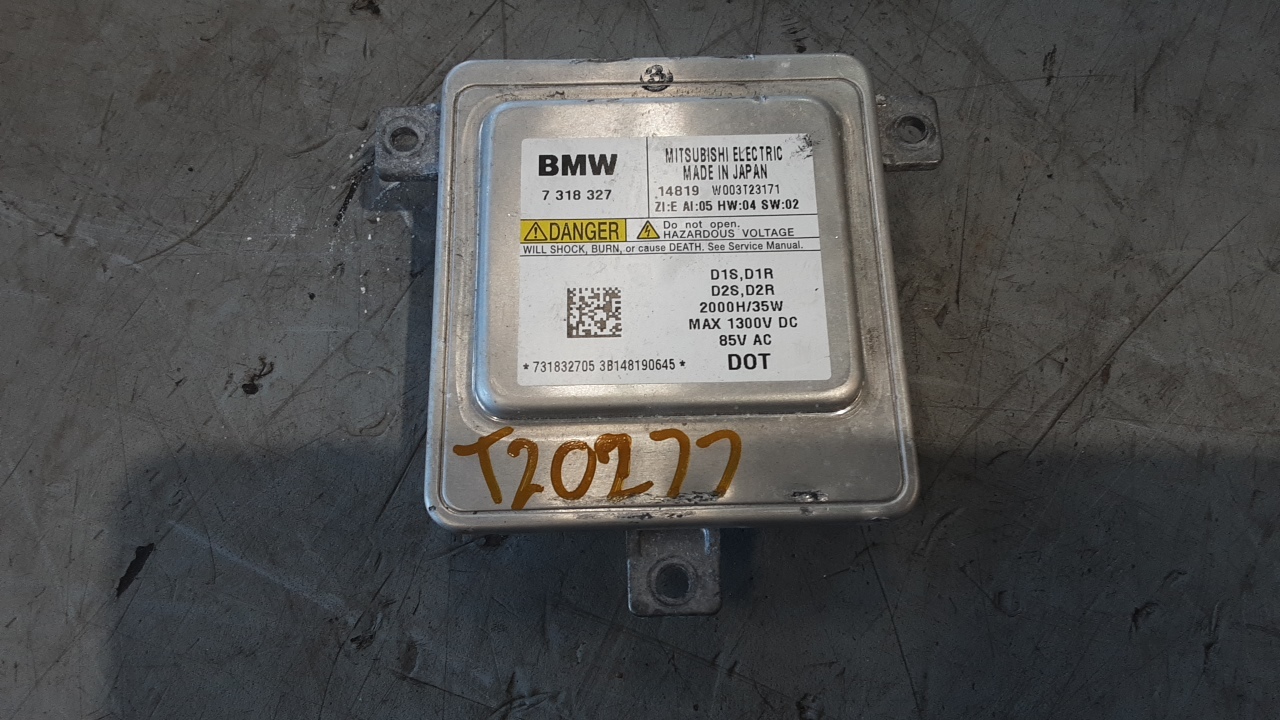 BMW
7 318 327
MITSUBISHI ELECTRIC
MADE IN JAPAN
14819 W003T23171
ZI:E AI:05 HW:04 SW:02
DANGER
Do not open.
HAZARDOUS VOLTAGE
WILL SHOCK, BURN, or cause DEATH. See Service Manual.
D1S,D1R
D2S,D2R
2000H/35W
MAX 1300V DC
85V AC
* 731832705 3B148190645 *
DOT
T20277